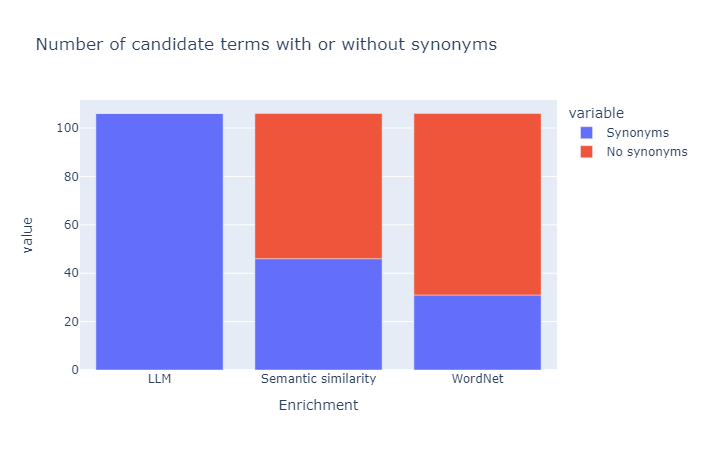 Number of candidate terms with or without synonyms
variable
Synonyms
No synonyms
value
100
80
60
40
20
0
LLM
Semantic similarity
WordNet
Enrichment